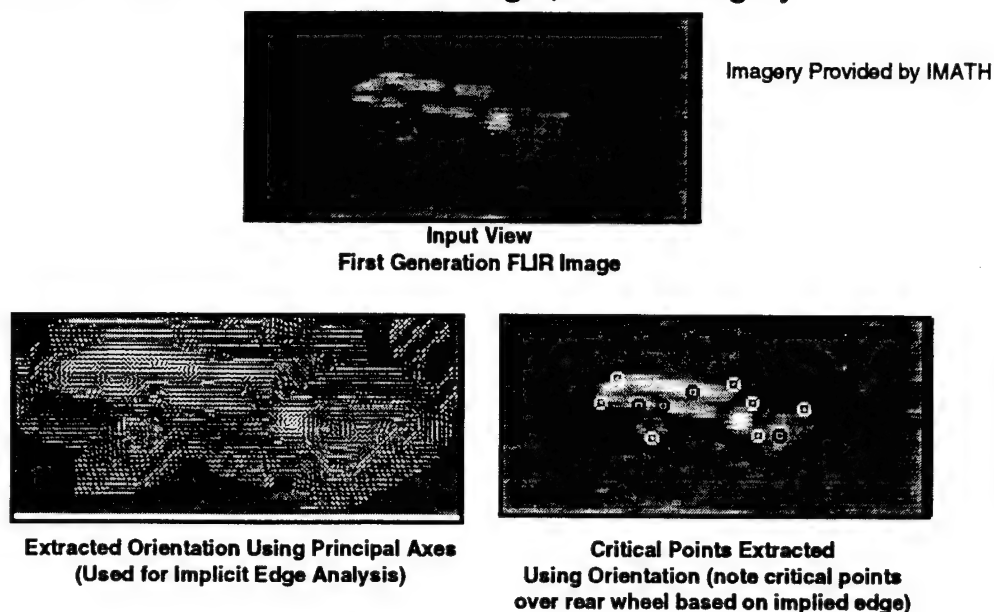 Imagery Provided by IMATH
Input View
First Generation FLIR Image
Extracted Orientation Using Principal Axes
(Used for Implicit Edge Analysis)
Critical Points Extracted
Using Orientation (note critical points
over rear wheel based on implied edge)